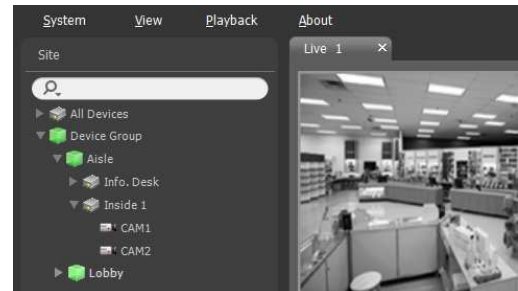 System View Playback About
Site
Live 1
All Devices
Device Group
Aisle
Info. Desk
Inside 1
CAM1
CAM2
Lobby